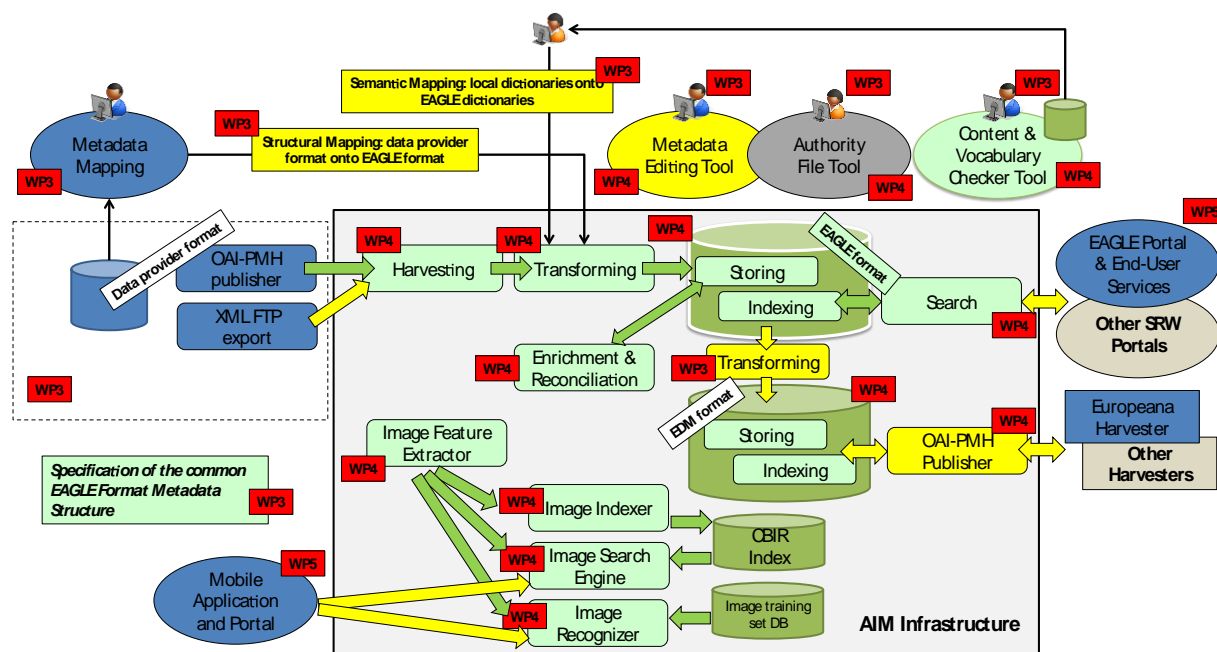 WP3
Semantic Mapping: local dictionaries onto
EAGLE dictionaries
WP3
WP3
WP3
WP3
Structural Mapping: data provider
format onto EAGLE format
Metadata
Mapping
WP3
Metadata
Editing Tool
WP4
Authority
File Tool
WP4
Content &
Vocabulary
Checker Tool
WP4
Data provider format
OAI-PMH
publisher
XML FTP
export
WP3
WP4
Harvesting
WP4
Transforming
WP4
Storing
Indexing
EAGLE format
Search
WP4
WP5
EAGLE Portal
& End-User
Services
Other SRW
Portals
WP4
Enrichment &
Reconciliation
WP3
Transforming
EDM format
WP4
Storing
Indexing
OAI-PMH
Publisher
WP4
Europeana
Harvester
Other
Harvesters
Image Feature
Extractor
WP4
Specification of the common
EAGLE Format Metadata
Structure
WP3
WP4
Image Indexer
CBIR
Index
WP4
Image Search
Engine
WP5
Mobile
Application
and Portal
WP4
Image
Recognizer
Image training
set DB
AIM Infrastructure